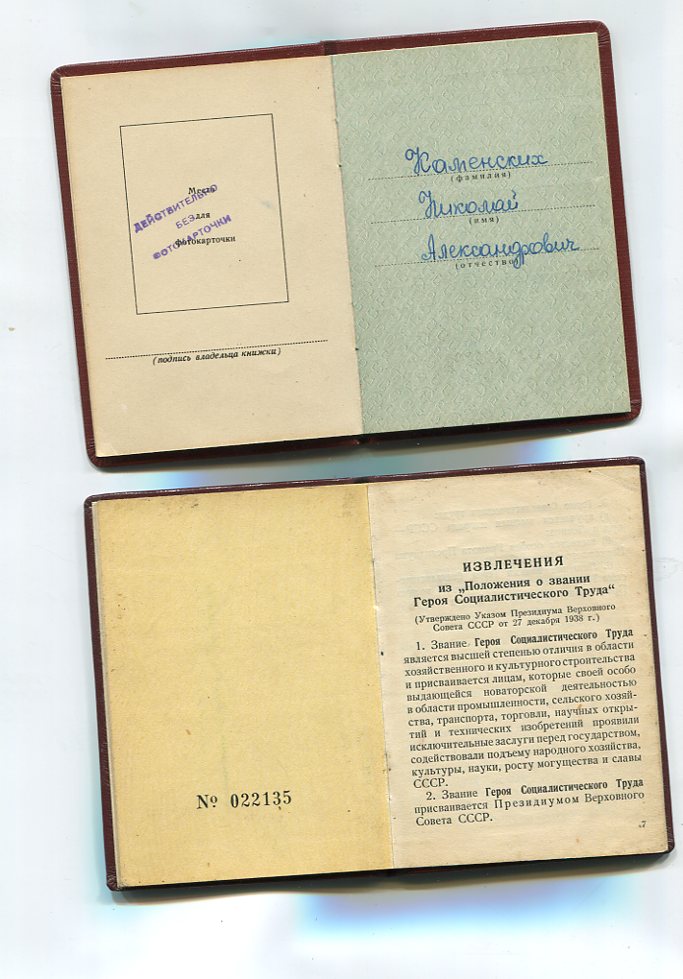 Место
для
фотокарточки
ДЕЙСТВИТЕЛЬНО
БЕЗ
ФОТОКАРТОЧКИ
(подпись владельца книжки)
Каменских
(фамилия)
Николай
(имя)
Александрович
(отчество)
№ 022135
ИЗВЛЕЧЕНИЯ
из „Положения о звании
Героя Социалистического Труда“
(Утверждено Указом Президиума Верховного
Совета СССР от 27 декабря 1938 г.)
1. Звание Героя Социалистического Труда
является высшей степенью отличия в области
хозяйственного и культурного строительства
и присваивается лицам, которые своей особо
выдающейся новаторской деятельностью
в области промышленности, сельского хозяй-
ства, транспорта, торговли, научных откры-
тий и технических изобретений проявили
исключительные заслуги перед государством,
содействовали подъему народного хозяйства,
культуры, науки, росту могущества и славы
СССР.
2. Звание Героя Социалистического Труда
присваивается Президиумом Верховного
Совета СССР.
7